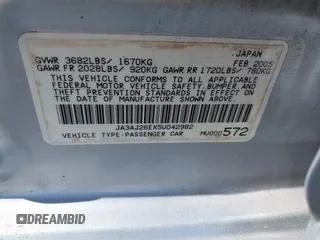 JAPAN
GVWR 3682LBS/ 1670KG FEB 2005
GAWR FR 2028LBS/ 920KG GAWR RR 1720LBS/ 780KG
THIS VEHICLE CONFORMS TO ALL APPLICABLE
FEDERAL MOTOR VEHICLE SAFETY, BUMPER, AND
THEFT PREVENTION STANDARDS IN EFFECT ON
THE DATE OF MANUFACTURE SHOWN ABOVE.
JA3AJ26EX5U042982
VEHICLE TYPE:PASSENGER CAR MU000572
AutoBidMaster